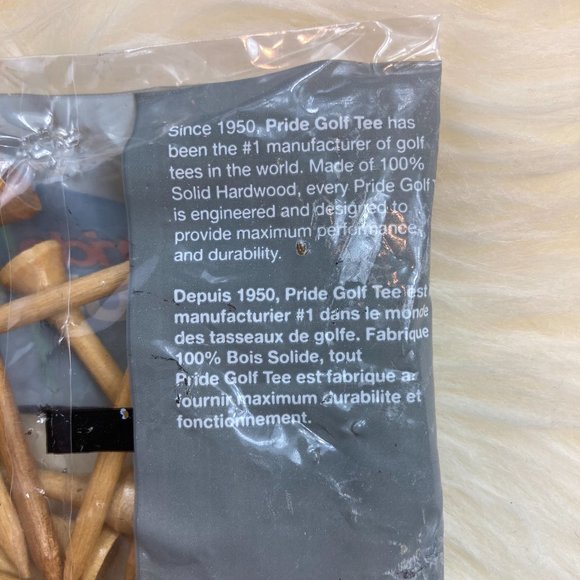 Since 1950, Pride Golf Tee has
been the #1 manufacturer of golf
tees in the world. Made of 100%
Solid Hardwood, every Pride Golf
is engineered and designed to
provide maximum performance
and durability.
Depuis 1950, Pride Golf Tee est
manufacturier #1 dans le monde
des tasseaux de golfe. Fabrique
100% Bois Solide, tout
Pride Golf Tee est fabrique a
fournir maximum durabilite et
fonctionnement.